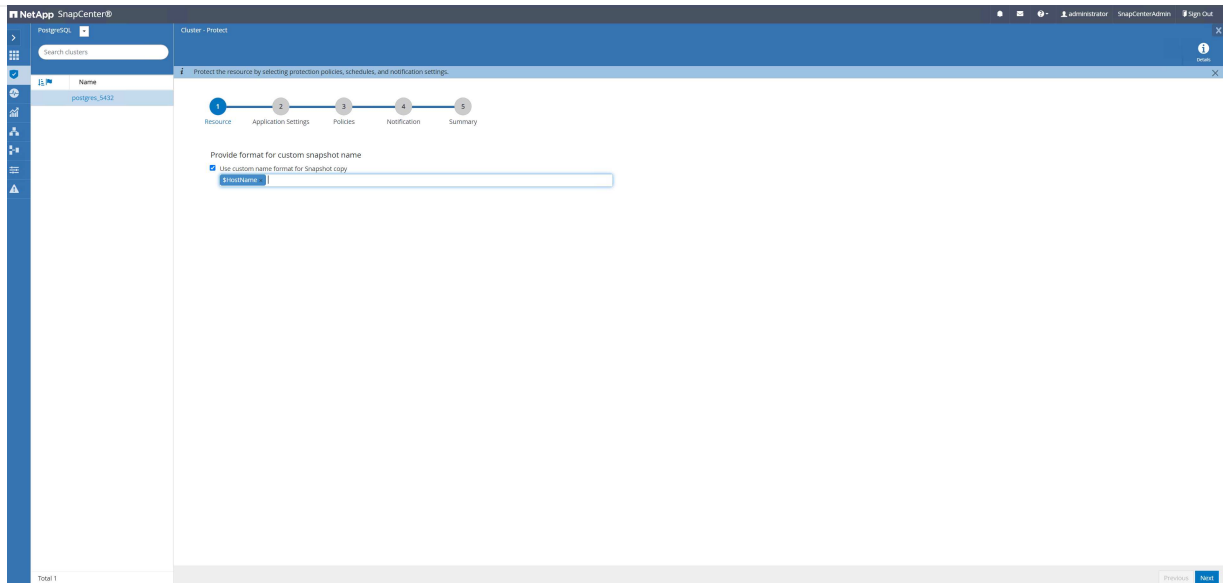 NetApp SnapCenter®
administrator SnapCenterAdmin Sign Out
PostgreSQL
Search clusters
Name
postgres_5432
Total 1
Cluster - Protect
Details
i Protect the resource by selecting protection policies, schedules, and notification settings.
1 2 3 4 5
Resource Application Settings Policies Notification Summary
Provide format for custom snapshot name
Use custom name format for Snapshot copy
$HostName
Previous Next